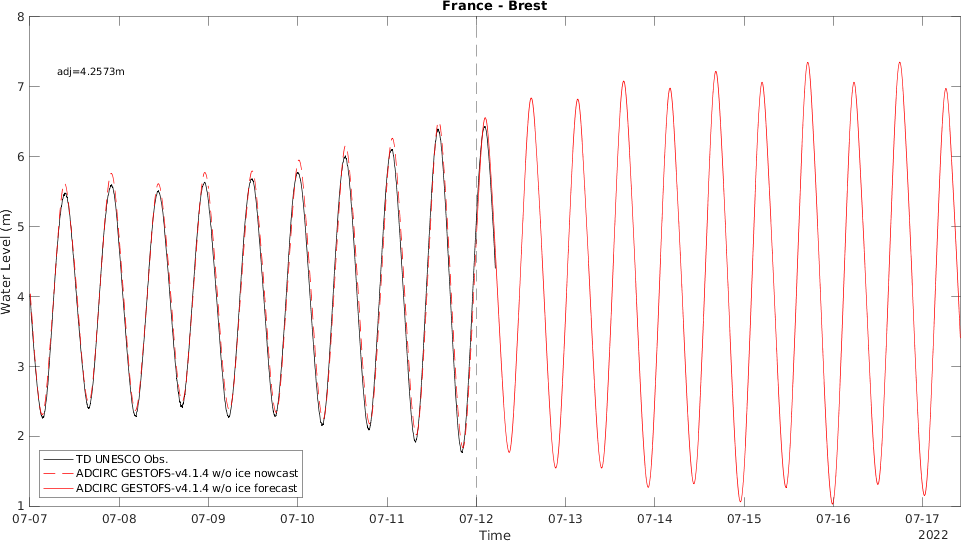 France - Brest
8
7
6
5
4
3
2
1
Water Level (m)
adj=4.2573m
TD UNESCO Obs.
ADCIRC GESTOFS-v4.1.4 w/o ice nowcast
ADCIRC GESTOFS-v4.1.4 w/o ice forecast
07-07 07-08 07-09 07-10 07-11 07-12 07-13 07-14 07-15 07-16 07-17
Time
2022